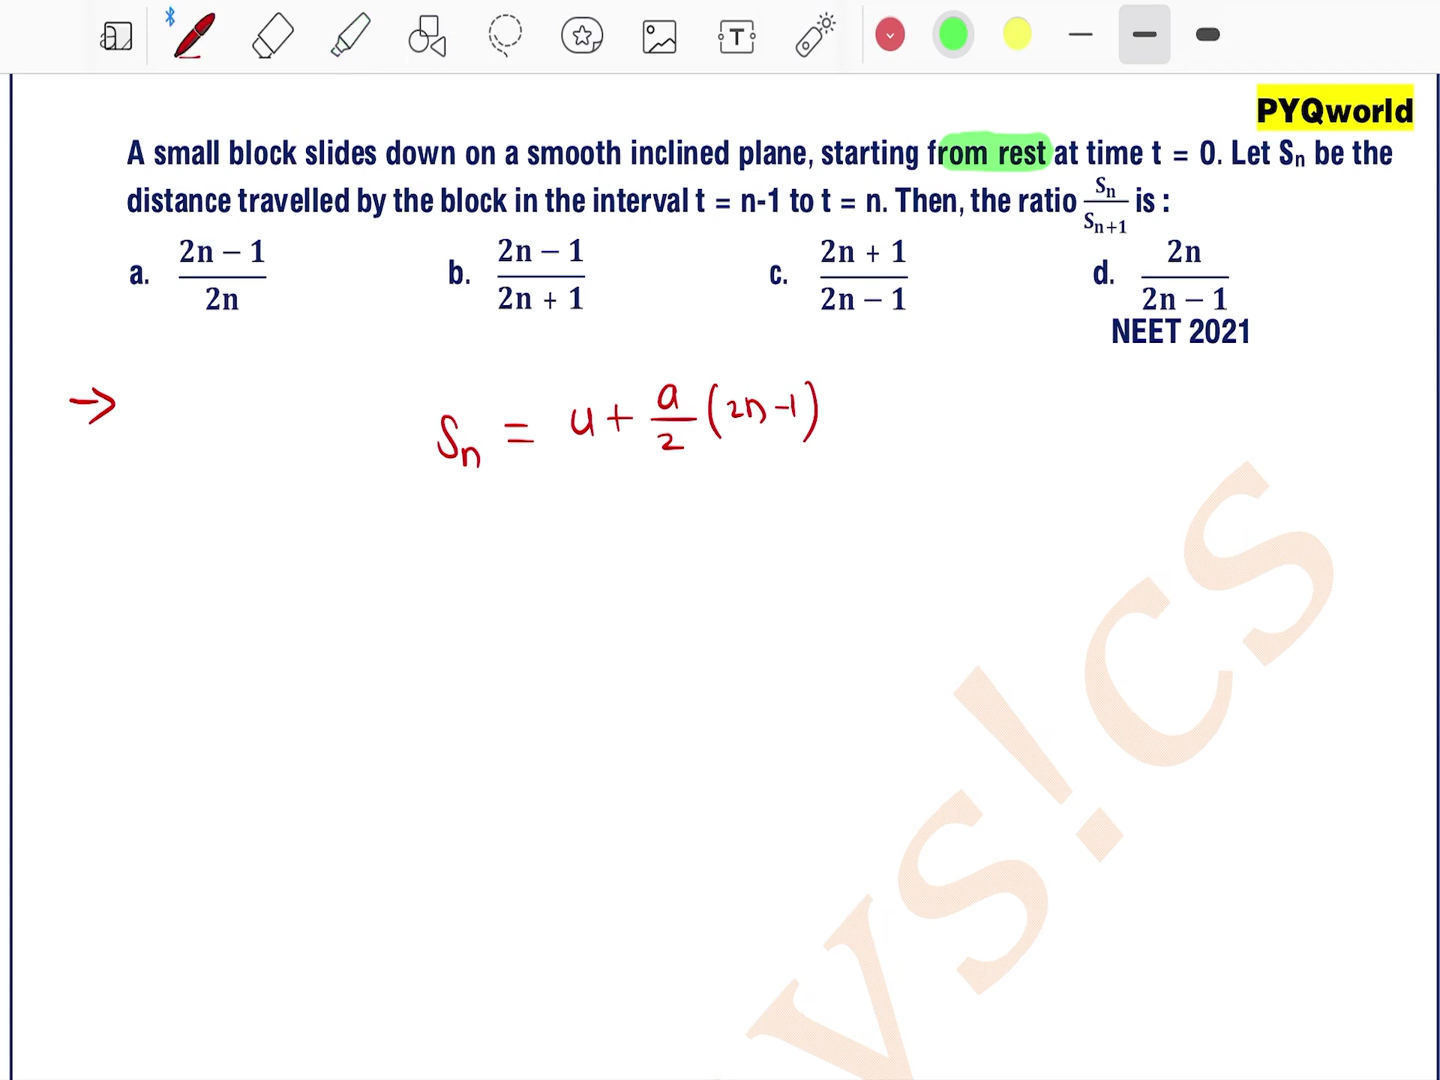 PYQworld
A small block slides down on a smooth inclined plane, starting from rest at time t = 0. Let Sn be the
distance travelled by the block in the interval t = n-1 to t = n. Then, the ratio Sn/Sn+1 is :
a. (2n − 1)/(2n) b. (2n − 1)/(2n + 1) c. (2n + 1)/(2n − 1) d. (2n)/(2n − 1)
NEET 2021
→ Sn = u + a/2 (2n-1)
ys!cs